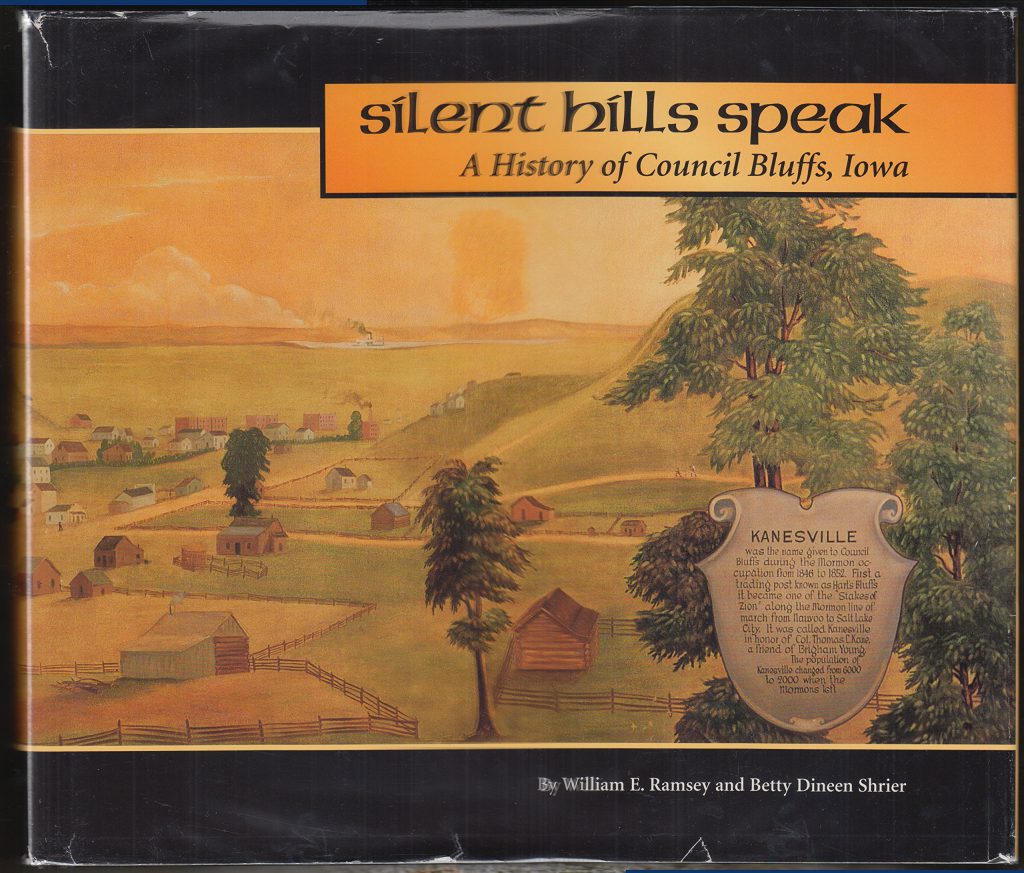 silent hills speak
A History of Council Bluffs, Iowa
KANESVILLE
was the name given to Council
Bluffs during the Mormon oc-
cupation from 1846 to 1852. First a
trading post known as Harts Bluffs
it became one of the "Stakes of
Zion" along the Mormon line of
march from Nauvoo to Salt Lake
City. It was called Kanesville
in honor of Col. Thomas L. Kane,
a friend of Brigham Young.
The population of
Kanesville changed from 6000
to 2000 when the
Mormons left
By William E. Ramsey and Betty Dineen Shrier